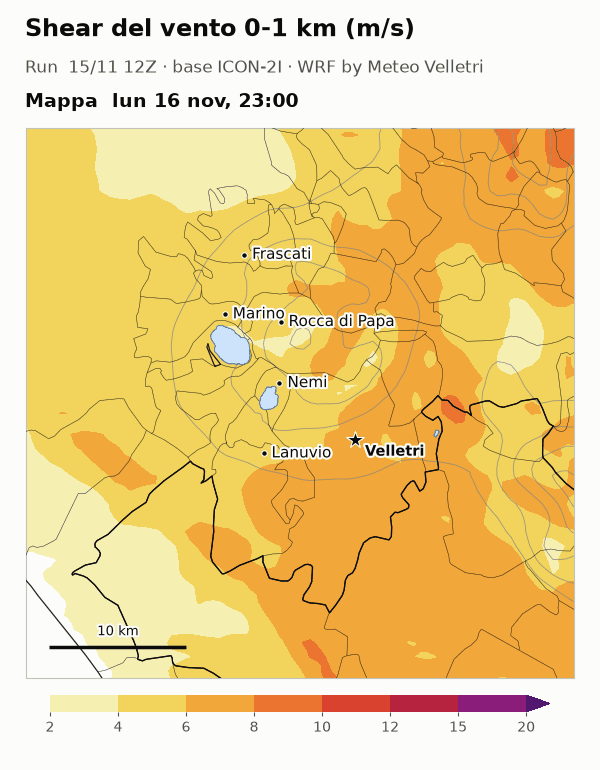 Shear del vento 0-1 km (m/s)
Run  15/11 12Z · base ICON-2I · WRF by Meteo Velletri
Mappa  lun 16 nov, 23:00
Frascati
Marino
Rocca di Papa
Nemi
Velletri
Lanuvio
10 km
2 4 6 8 10 12 15 20